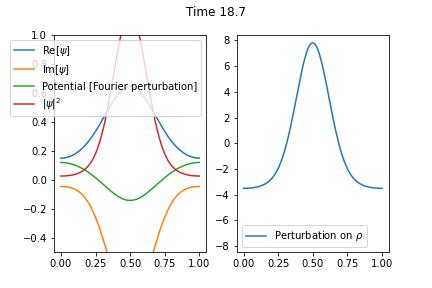 Time 18.7
Re[ψ]
Im[ψ]
Potential [Fourier perturbation]
|ψ|²
1.0
0.8
0.6
0.4
0.2
0.0
−0.2
−0.4
0.00 0.25 0.50 0.75 1.00
8
6
4
2
0
−2
−4
−6
−8
Perturbation on ρ
0.00 0.25 0.50 0.75 1.00